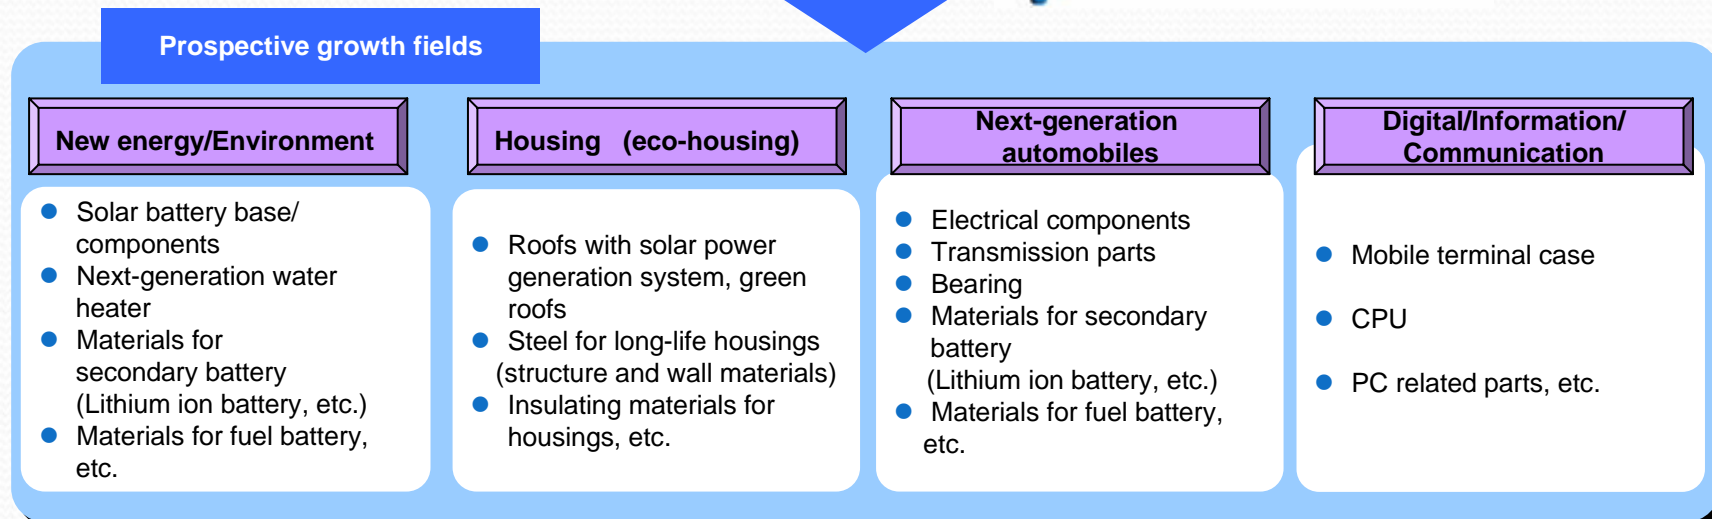 Prospective growth fields
New energy/Environment
● Solar battery base/
components
● Next-generation water
heater
● Materials for
secondary battery
(Lithium ion battery, etc.)
● Materials for fuel battery,
etc.
Housing (eco-housing)
● Roofs with solar power
generation system, green
roofs
● Steel for long-life housings
(structure and wall materials)
● Insulating materials for
housings, etc.
Next-generation
automobiles
● Electrical components
● Transmission parts
● Bearing
● Materials for secondary
battery
(Lithium ion battery, etc.)
● Materials for fuel battery,
etc.
Digital/Information/
Communication
● Mobile terminal case
● CPU
● PC related parts, etc.